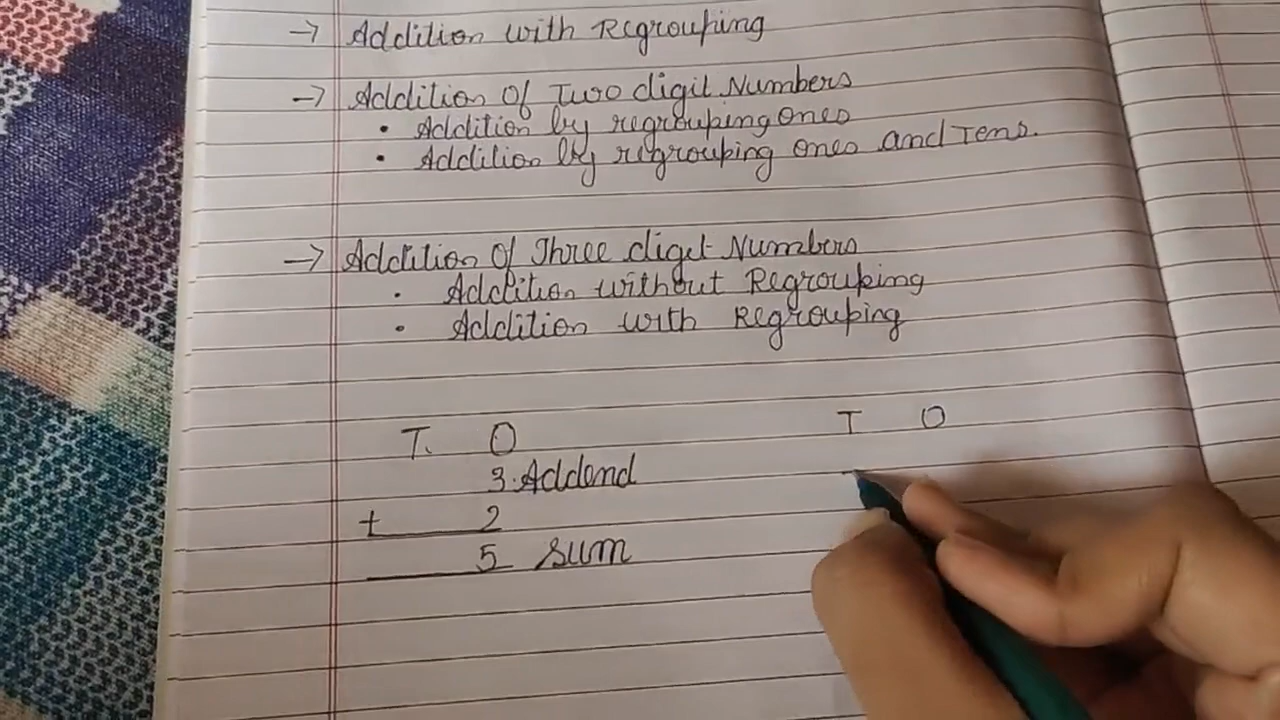 → Addition with Regrouping
→ Addition Of Two digit Numbers
• Addition by regrouping Ones
• Addition by regrouping ones and Tens.
→ Addition Of Three digit Numbers
• Addition without Regrouping
• Addition with Regrouping
T. O
3. Addend
+ 2
5 sum
T O